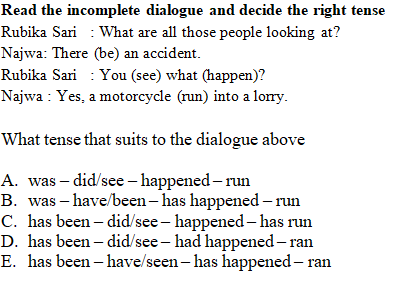 Read the incomplete dialogue and decide the right tense
Rubika Sari : What are all those people looking at?
Najwa: There (be) an accident.
Rubika Sari : You (see) what (happen)?
Najwa : Yes, a motorcycle (run) into a lorry.
What tense that suits to the dialogue above
A. was – did/see – happened – run
B. was – have/been – has happened – run
C. has been – did/see – happened – has run
D. has been – did/see – had happened – ran
E. has been – have/seen – has happened – ran